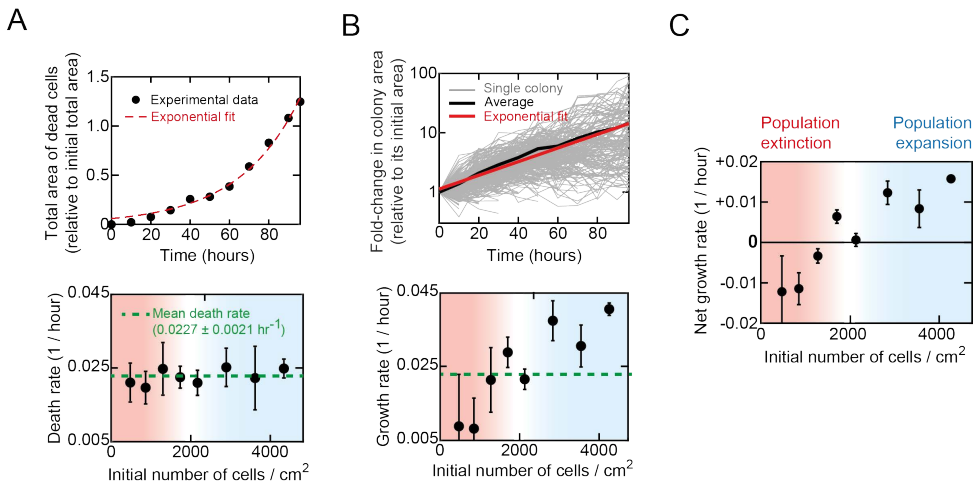 A
Total area of dead cells
(relative to initial total area)
1.5
1.0
0.5
0
Experimental data
Exponential fit
0
20
40
60
80
Time (hours)
Death rate (1 / hour)
0.045
0.025
0.005
Mean death rate
(0.0227 ± 0.0021 hr-1)
0
2000
4000
Initial number of cells / cm2
B
Fold-change in colony area
(relative to its initial area)
100
10
1
Single colony
Average
Exponential fit
0
20
40
60
80
Time (hours)
Growth rate (1 / hour)
0.045
0.025
0.005
0
2000
4000
Initial number of cells / cm2
C
Population
extinction
Population
expansion
Net growth rate (1 / hour)
+0.02
+0.01
0
-0.01
-0.02
0
2000
4000
Initial number of cells / cm2